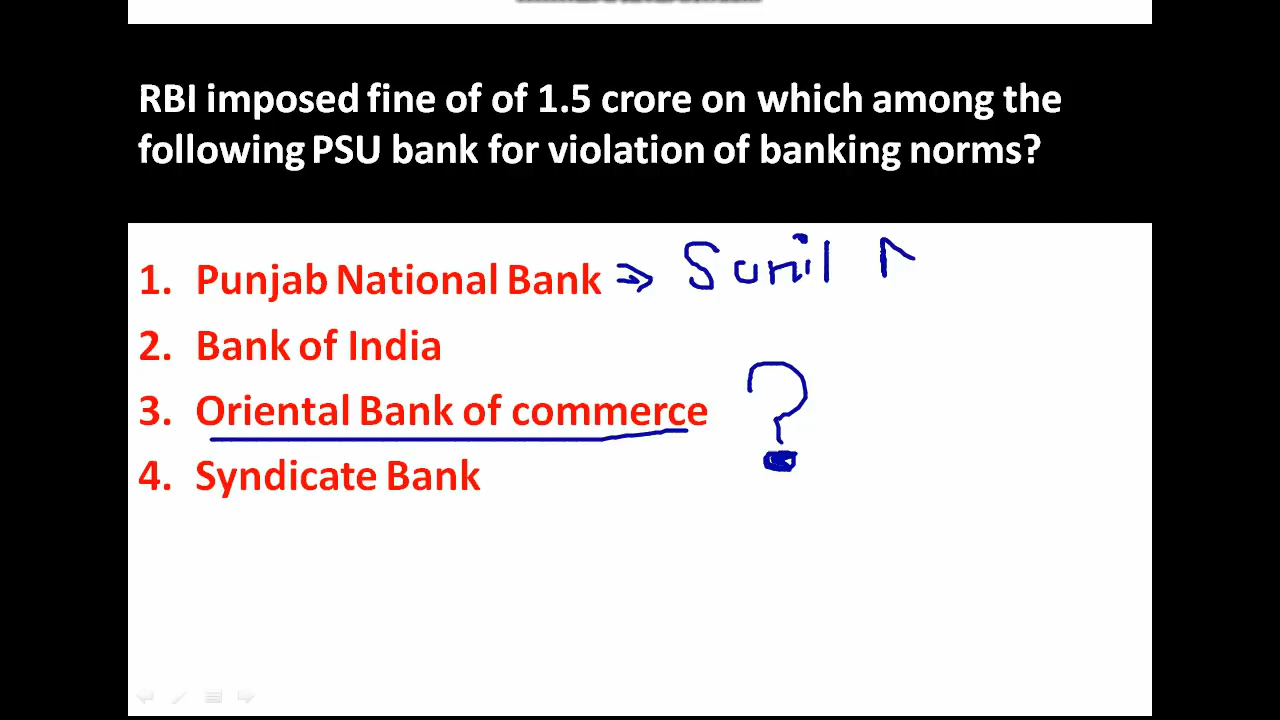 RBI imposed fine of of 1.5 crore on which among the
following PSU bank for violation of banking norms?
1. Punjab National Bank => Sunil
2. Bank of India
3. Oriental Bank of commerce ?
4. Syndicate Bank